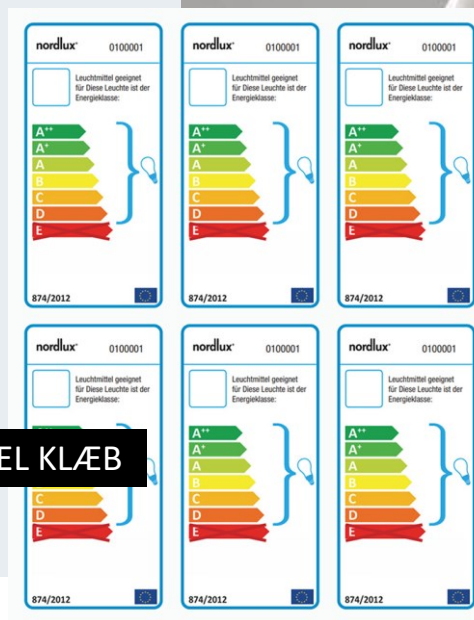 nordlux 0100001
Leuchtmittel geeignet
für Diese Leuchte ist der
Energieklasse:
A++
A+
A
B
C
D
E
874/2012
nordlux 0100001
Leuchtmittel geeignet
für Diese Leuchte ist der
Energieklasse:
A++
A+
A
B
C
D
E
874/2012
nordlux 0100001
Leuchtmittel geeignet
für Diese Leuchte ist der
Energieklasse:
A++
A+
A
B
C
D
E
874/2012
nordlux 0100001
Leuchtmittel geeignet
für Diese Leuchte ist der
Energieklasse:
EL KLÆB
C
D
E
874/2012
nordlux 0100001
Leuchtmittel geeignet
für Diese Leuchte ist der
Energieklasse:
A++
A+
A
B
C
D
E
874/2012
nordlux 0100001
Leuchtmittel geeignet
für Diese Leuchte ist der
Energieklasse:
A++
A+
A
B
C
D
E
874/2012